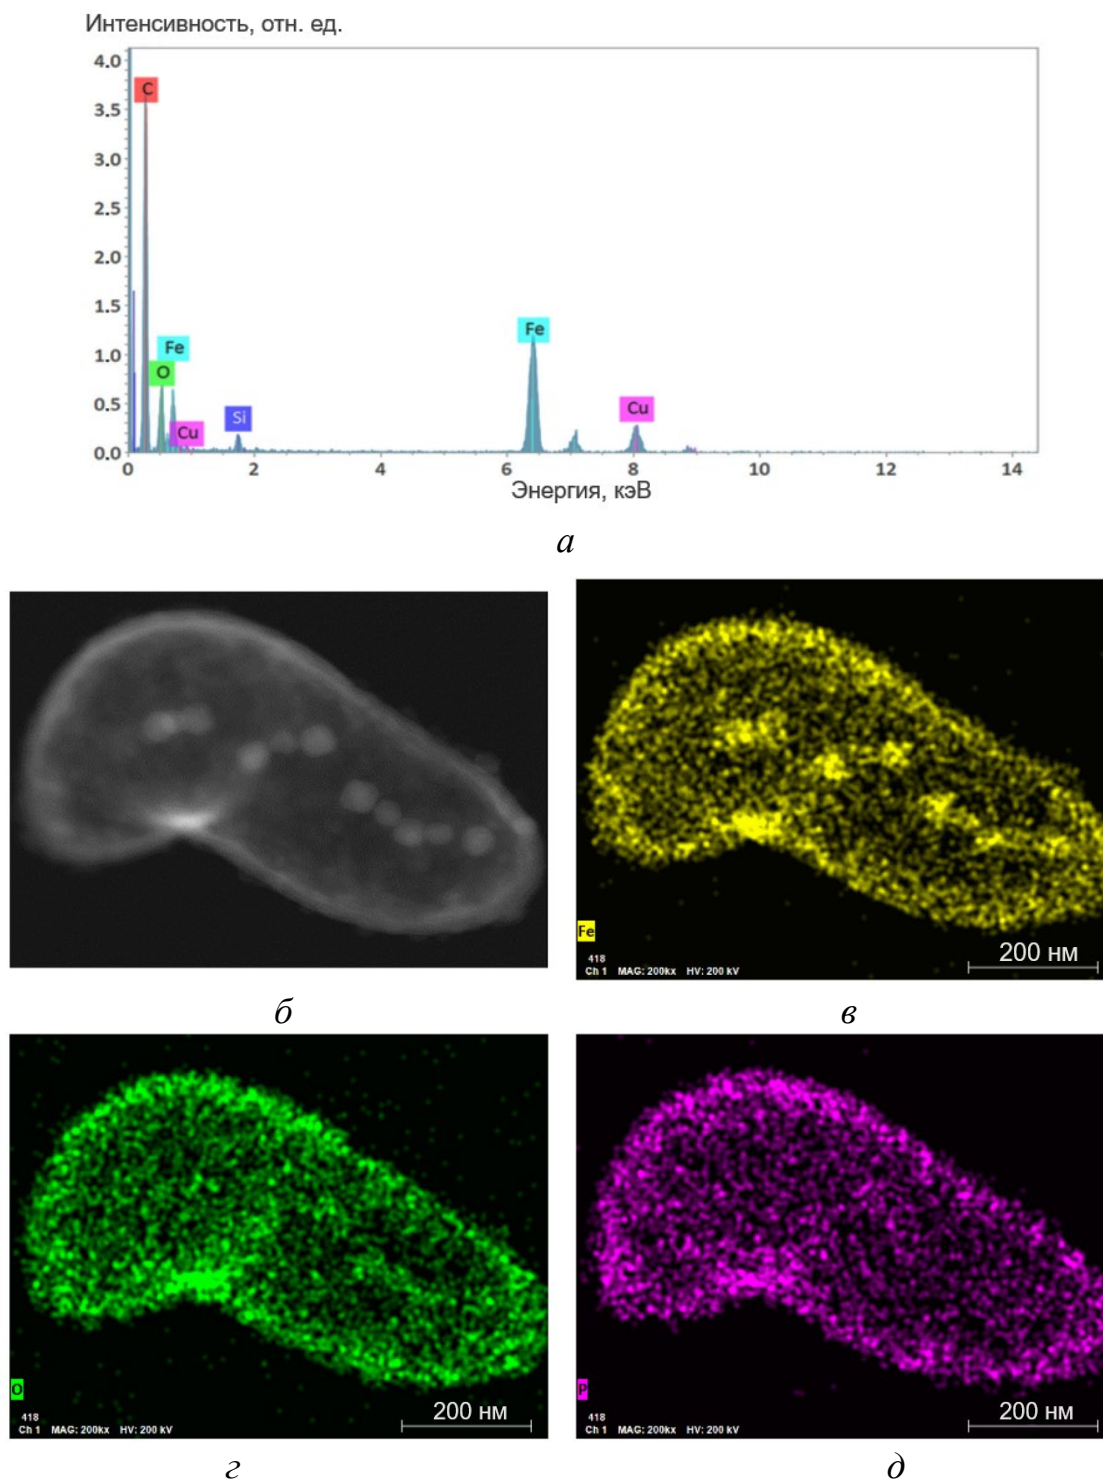 Интенсивность, отн. ед.
4.0
3.5
3.0
2.5
2.0
1.5
1.0
0.5
0.0
C
Fe
O
Cu
Si
Fe
Cu
0 2 4 6 8 10 12 14
Энергия, кэВ
а
Fe
418
Ch 1 MAG: 200kx HV: 200 kV
200 нм
б
в
O
418
Ch 1 MAG: 200kx HV: 200 kV
200 нм
P
418
Ch 1 MAG: 200kx HV: 200 kV
200 нм
г
д